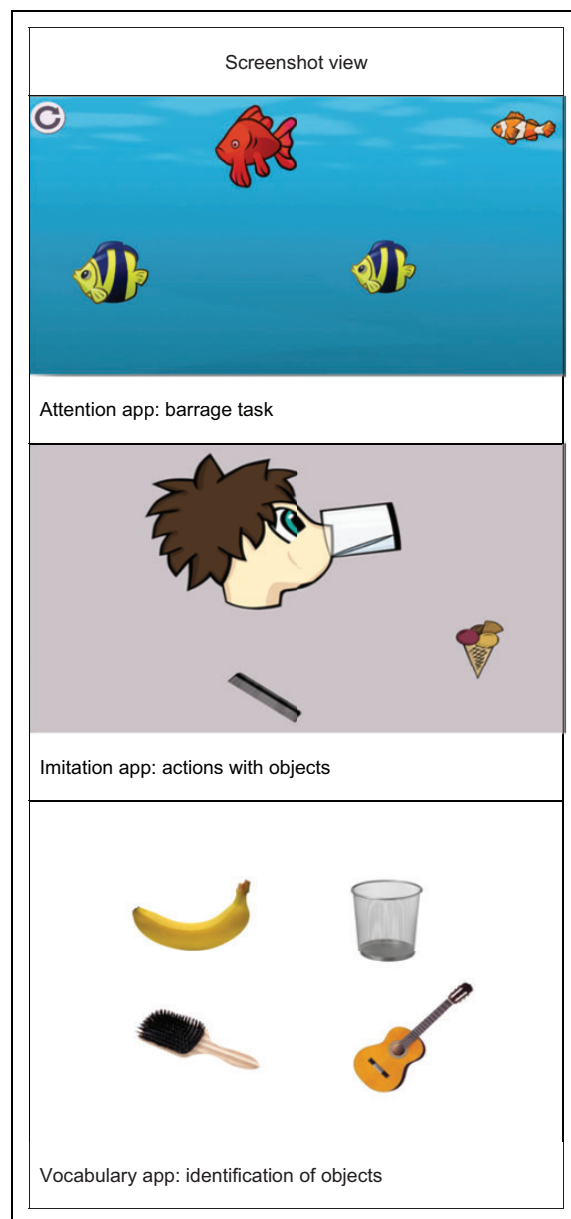 Screenshot view
Attention app: barrage task
Imitation app: actions with objects
Vocabulary app: identification of objects